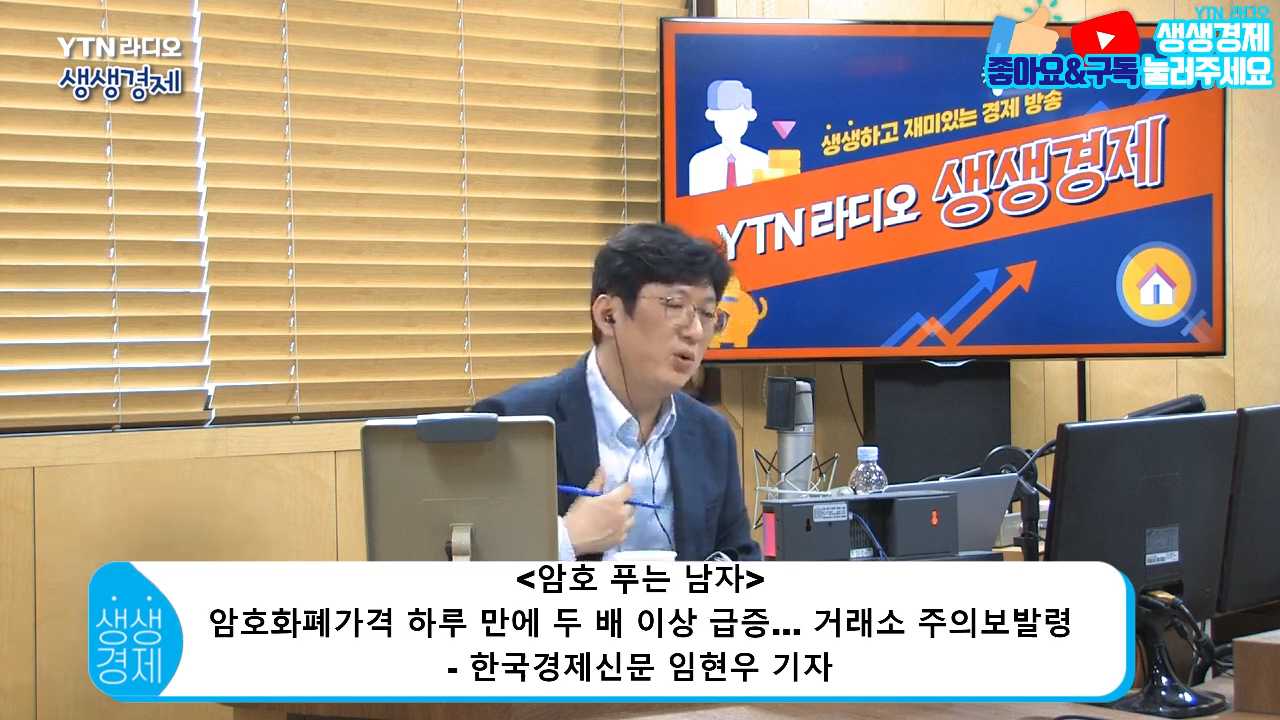 YTN 라디오
생생경제
YTN 라디오
생생경제
좋아요&구독 눌러주세요
생생하고 재미있는 경제 방송
YTN라디오 생생경제
생생
경제
<암호 푸는 남자>
암호화폐가격 하루 만에 두 배 이상 급증... 거래소 주의보발령
- 한국경제신문 임현우 기자